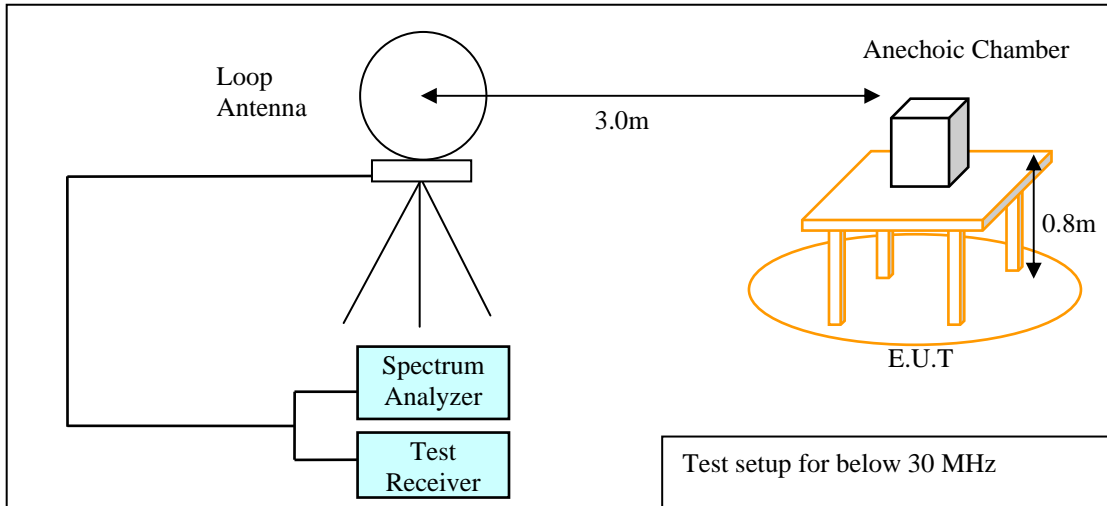 Anechoic Chamber
Loop
Antenna
3.0m
0.8m
E.U.T
Spectrum
Analyzer
Test
Receiver
Test setup for below 30 MHz